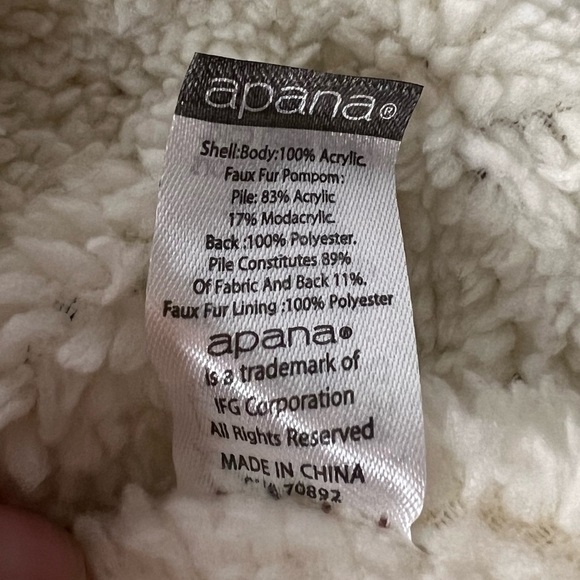 apana®
Shell:Body:100% Acrylic.
Faux Fur Pompom:
Pile: 83% Acrylic
17% Modacrylic.
Back :100% Polyester.
Pile Constitutes 89%
Of Fabric And Back 11%.
Faux Fur Lining :100% Polyester
apana®
Is a trademark of
IFG Corporation
All Rights Reserved
MADE IN CHINA
70892